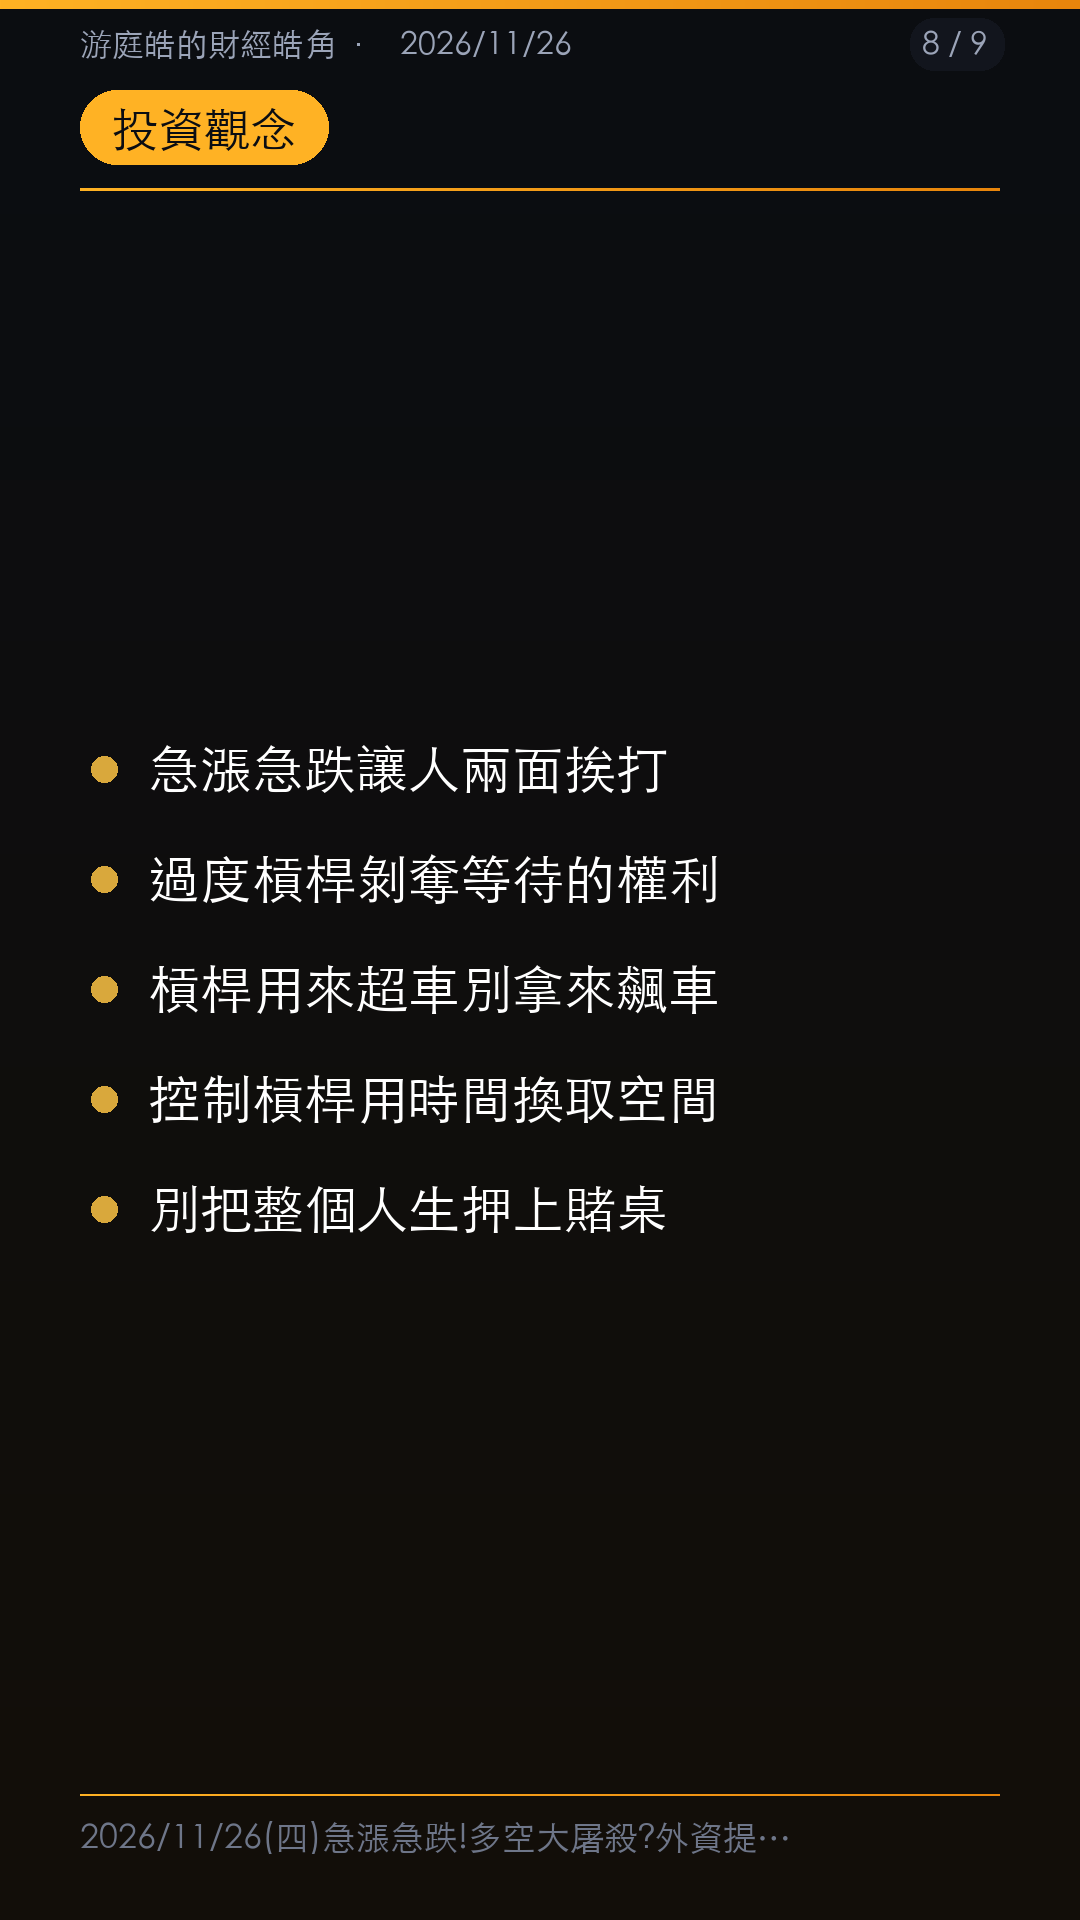 游庭皓的財經皓角 · 2026/11/26
8 / 9
投資觀念
急漲急跌讓人兩面挨打
過度槓桿剝奪等待的權利
槓桿用來超車別拿來飆車
控制槓桿用時間換取空間
別把整個人生押上賭桌
2026/11/26(四)急漲急跌!多空大屠殺?外資提…